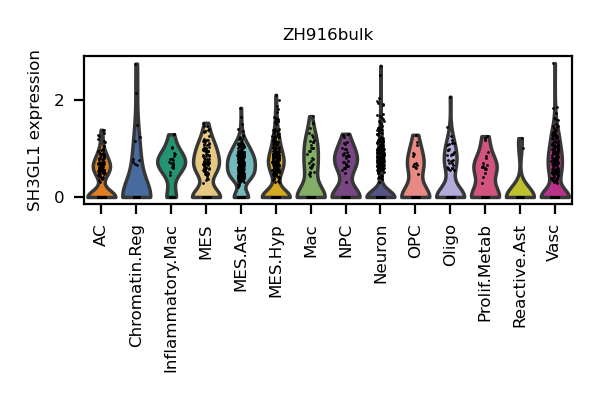 ZH916bulk
SH3GL1 expression
2
0
AC
Chromatin.Reg
Inflammatory.Mac
MES
MES.Ast
MES.Hyp
Mac
NPC
Neuron
OPC
Oligo
Prolif.Metab
Reactive.Ast
Vasc